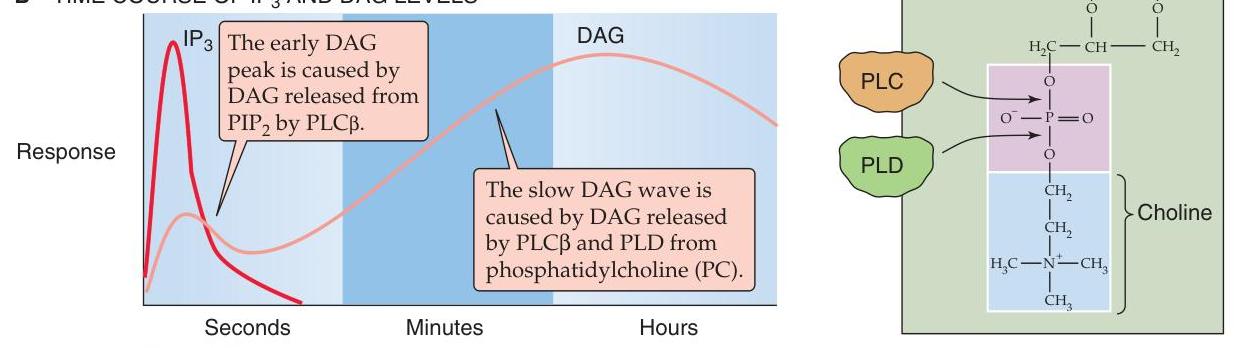 B TIME COURSE OF IP3 AND DAG LEVELS
IP3
The early DAG
peak is caused by
DAG released from
PIP2 by PLCβ.
DAG
Response
The slow DAG wave is
caused by DAG released
by PLCβ and PLD from
phosphatidylcholine (PC).
Seconds Minutes Hours
O O
H2C — CH — CH2
PLC
O
O− — P = O
PLD
O
CH2
CH2
Choline
H3C — N+ — CH3
CH3